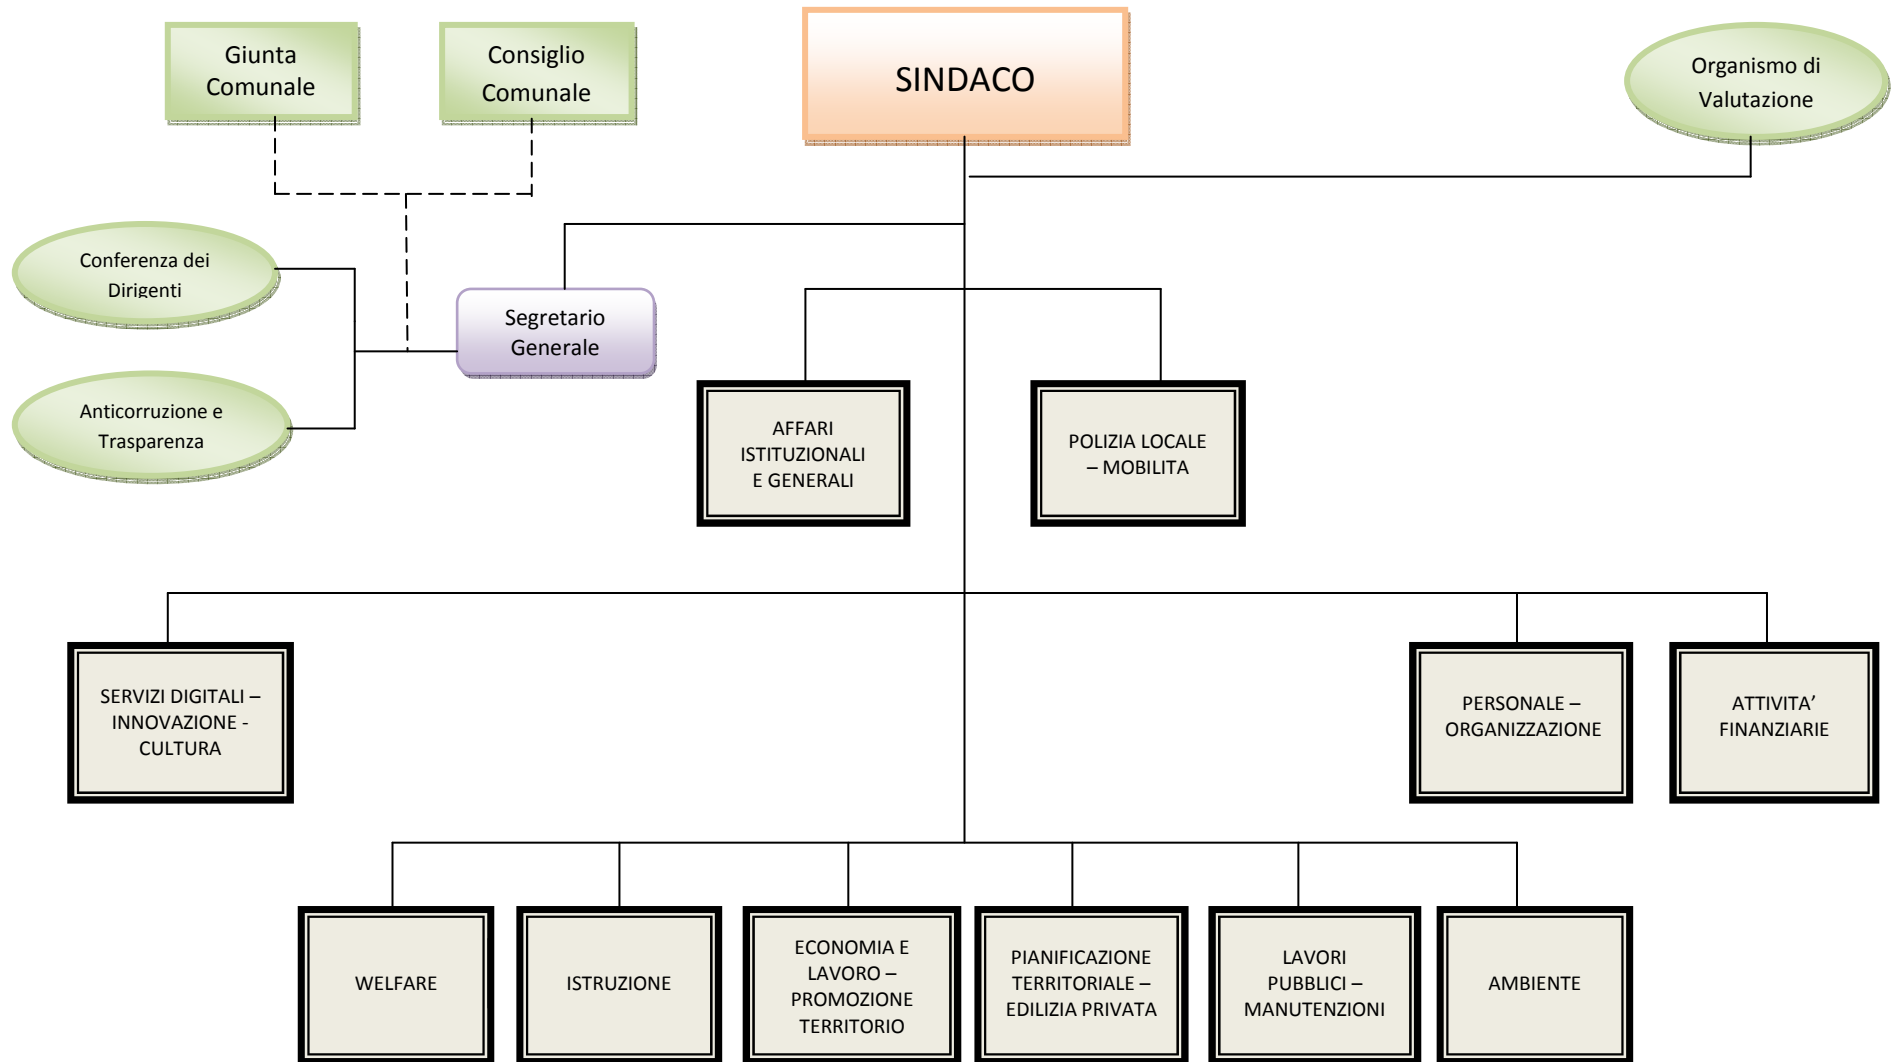 Giunta
Comunale
Consiglio
Comunale
SINDACO
Organismo di
Valutazione
Conferenza dei
Dirigenti
Segretario
Generale
Anticorruzione e
Trasparenza
AFFARI
ISTITUZIONALI
E GENERALI
POLIZIA LOCALE
– MOBILITA
SERVIZI DIGITALI –
INNOVAZIONE -
CULTURA
PERSONALE –
ORGANIZZAZIONE
ATTIVITA’
FINANZIARIE
WELFARE
ISTRUZIONE
ECONOMIA E
LAVORO –
PROMOZIONE
TERRITORIO
PIANIFICAZIONE
TERRITORIALE –
EDILIZIA PRIVATA
LAVORI
PUBBLICI –
MANUTENZIONI
AMBIENTE